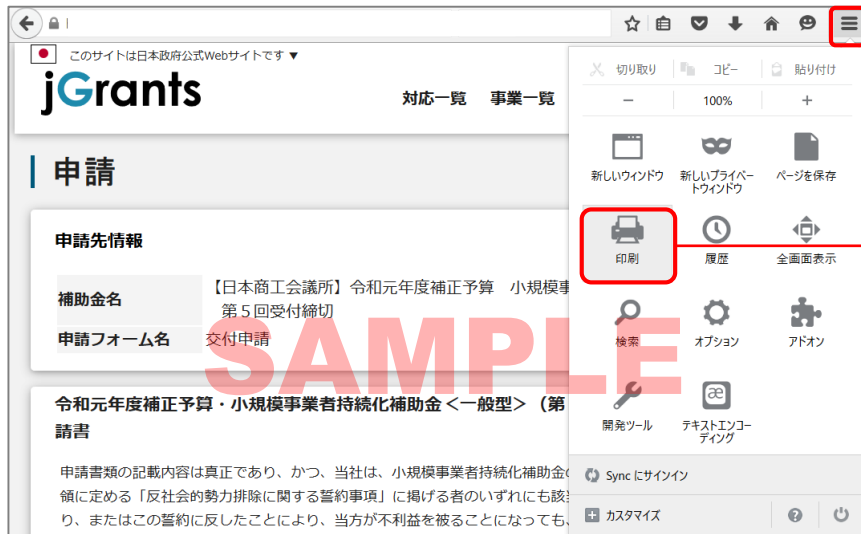 このサイトは日本政府公式Webサイトです ▼
jGrants
対応一覧 事業一覧
申請
申請先情報
補助金名 【日本商工会議所】令和元年度補正予算 小規模事
第５回受付締切
申請フォーム名 交付申請
SAMPLE
令和元年度補正予算・小規模事業者持続化補助金＜一般型＞（第
請書
申請書類の記載内容は真正であり、かつ、当社は、小規模事業者持続化補助金の
領に定める「反社会的勢力排除に関する誓約事項」に掲げる者のいずれにも該当
り、またはこの誓約に反したことにより、当方が不利益を被ることになっても、
切り取り コピー 貼り付け
− 100% +
新しいウィンドウ 新しいプライベー ページを保存
トウィンドウ
印刷 履歴 全画面表示
検索 オプション アドオン
開発ツール テキストエンコー
ディング
Sync にサインイン
カスタマイズ